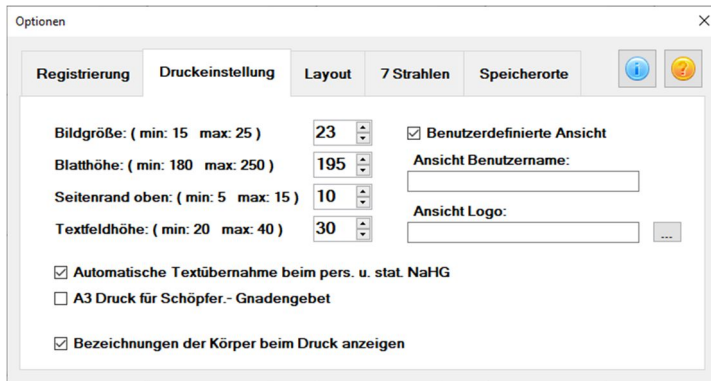 Optionen
Registrierung Druckeinstellung Layout 7 Strahlen Speicherorte
Bildgröße: ( min: 15 max: 25 ) 23
Benutzerdefinierte Ansicht
Blatthöhe: ( min: 180 max: 250 ) 195
Ansicht Benutzername:
Seitenrand oben: ( min: 5 max: 15 ) 10
Ansicht Logo:
Textfeldhöhe: ( min: 20 max: 40 ) 30
...
Automatische Textübernahme beim pers. u. stat. NaHG
A3 Druck für Schöpfer.- Gnadengebet
Bezeichnungen der Körper beim Druck anzeigen